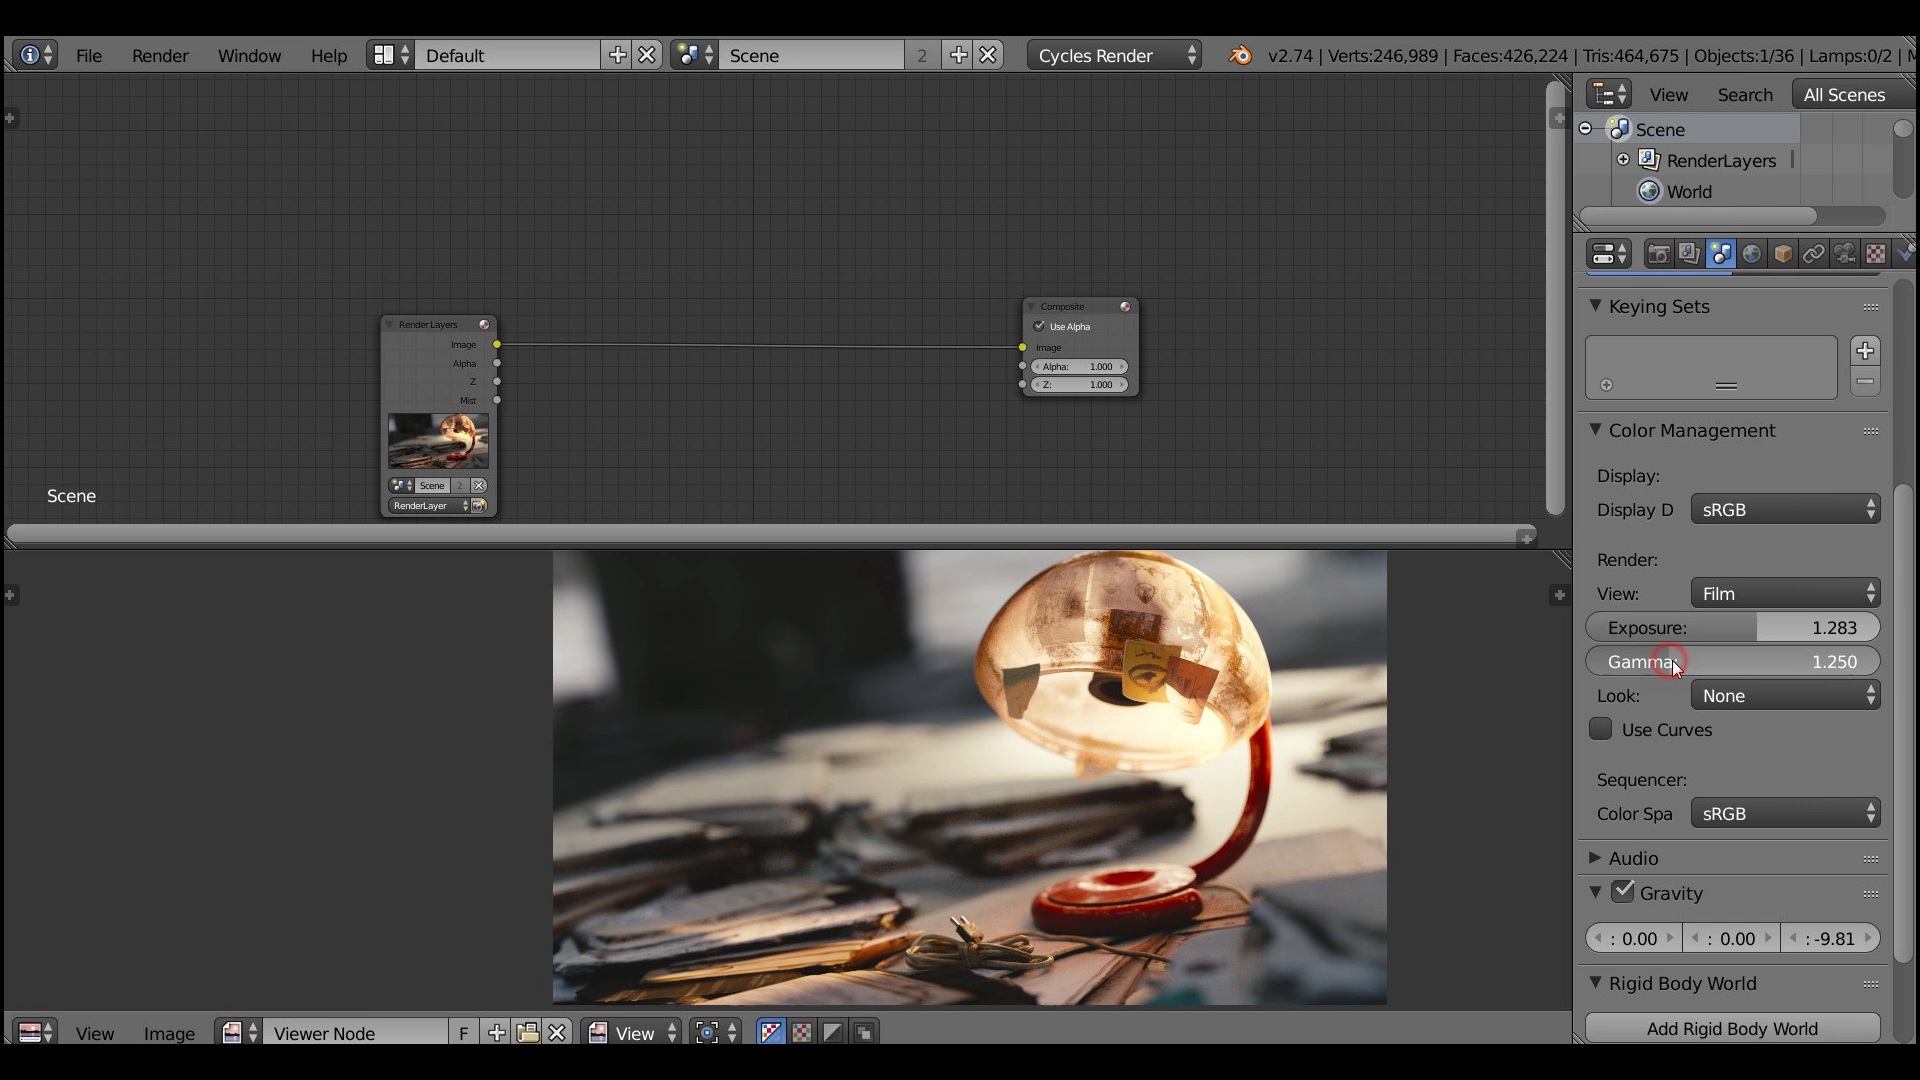 File Render Window Help Default Scene 2 Cycles Render v2.74 | Verts:246,989 | Faces:426,224 | Tris:464,675 | Objects:1/36 | Lamps:0/2 |
View Search All Scenes
Scene
RenderLayers
World
Keying Sets
Color Management
Display:
Display D sRGB
Render:
View: Film
Exposure: 1.283
Gamma: 1.250
Look: None
Use Curves
Sequencer:
Color Spa sRGB
Audio
Gravity
: 0.00 : 0.00 : -9.81
Rigid Body World
Add Rigid Body World
RenderLayers
Image
Alpha
Z
Mist
Scene 2
RenderLayer
Composite
Use Alpha
Image
Alpha: 1.000
Z: 1.000
Scene
View Image Viewer Node F View